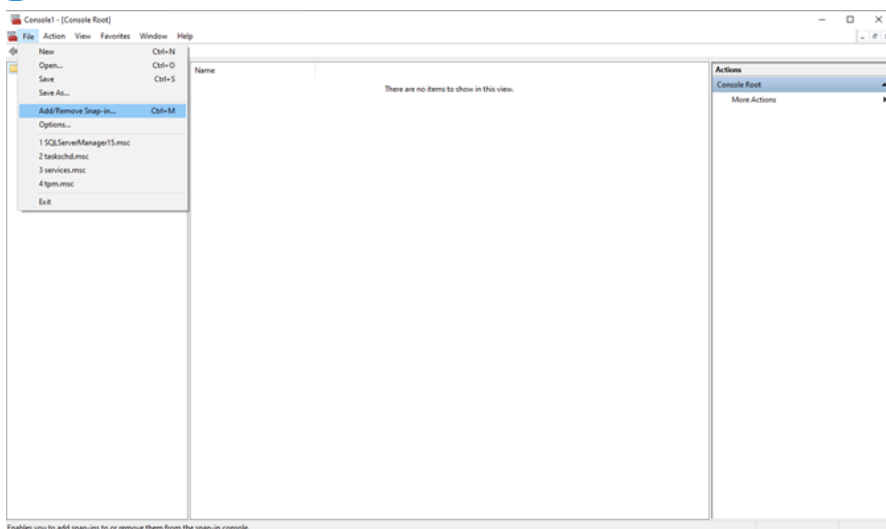 Console1 - [Console Root]
File Action View Favorites Window Help
New Ctrl+N
Open... Ctrl+O
Save Ctrl+S
Save As...
Add/Remove Snap-in... Ctrl+M
Options...
1 SQLServerManager15.msc
2 taskschd.msc
3 services.msc
4 tpm.msc
Exit
Name
There are no items to show in this view.
Actions
Console Root
More Actions
Enables you to add snap-ins to or remove them from the snap-in console.